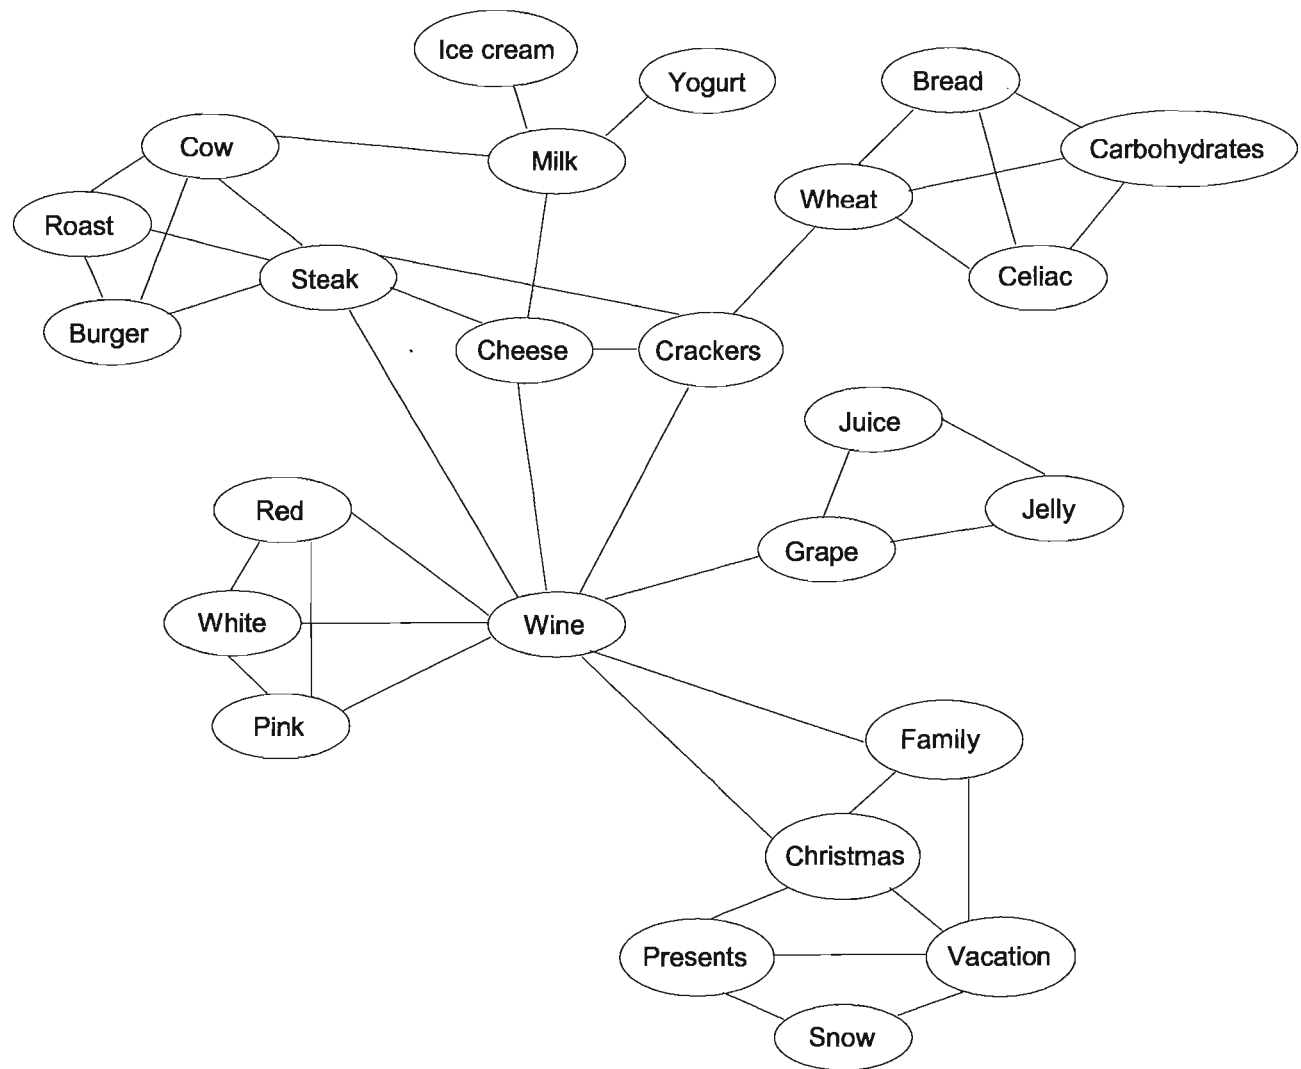 Ice cream
Yogurt
Bread
Cow
Milk
Carbohydrates
Wheat
Roast
Steak
Celiac
Burger
Cheese
Crackers
Juice
Red
Jelly
Grape
White
Wine
Pink
Family
Christmas
Presents
Vacation
Snow